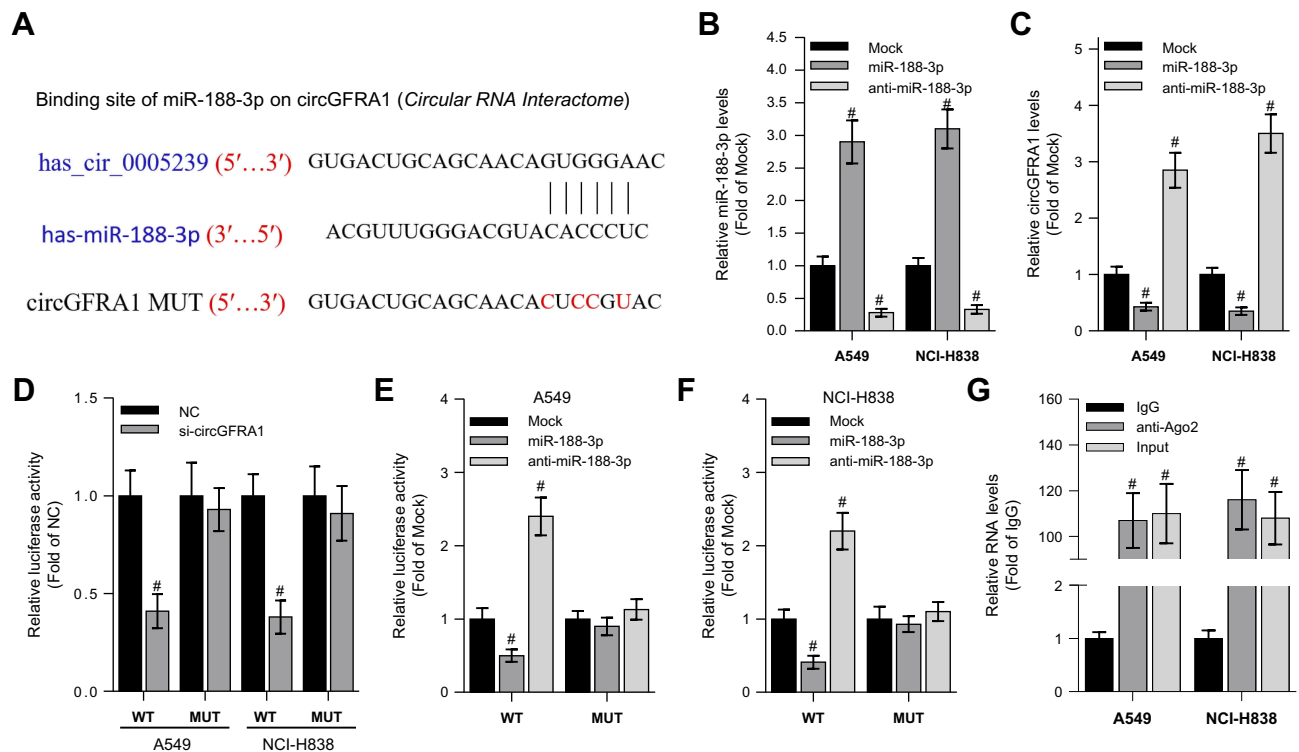 A
Binding site of miR-188-3p on circGFRA1 (Circular RNA Interactome)
has_cir_0005239 (5′...3′) GUGACUGCAGCAACAGUGGGAAC
has-miR-188-3p (3′...5′) ACGUUUGGGACGUACACCCUC
circGFRA1 MUT (5′...3′) GUGACUGCAGCAACACUCCGUAC
B
Relative miR-188-3p levels
(Fold of Mock)
4.5
4.0
3.5
3.0
2.5
2.0
1.5
1.0
0.5
0.0
Mock
miR-188-3p
anti-miR-188-3p
# # # #
A549 NCI-H838
C
Relative circGFRA1 levels
(Fold of Mock)
5
4
3
2
1
0
Mock
miR-188-3p
anti-miR-188-3p
# # # #
A549 NCI-H838
D
Relative luciferase activity
(Fold of NC)
1.5
1.0
0.5
0.0
NC
si-circGFRA1
# #
WT MUT WT MUT
A549 NCI-H838
E
A549
Relative luciferase activity
(Fold of Mock)
4
2
1
0
Mock
miR-188-3p
anti-miR-188-3p
# #
WT MUT
F
NCI-H838
Relative luciferase activity
(Fold of Mock)
4
2
1
0
Mock
miR-188-3p
anti-miR-188-3p
# #
WT MUT
G
Relative RNA levels
(Fold of IgG)
160
140
120
100
2
1
0
IgG
anti-Ago2
Input
# # # #
A549 NCI-H838